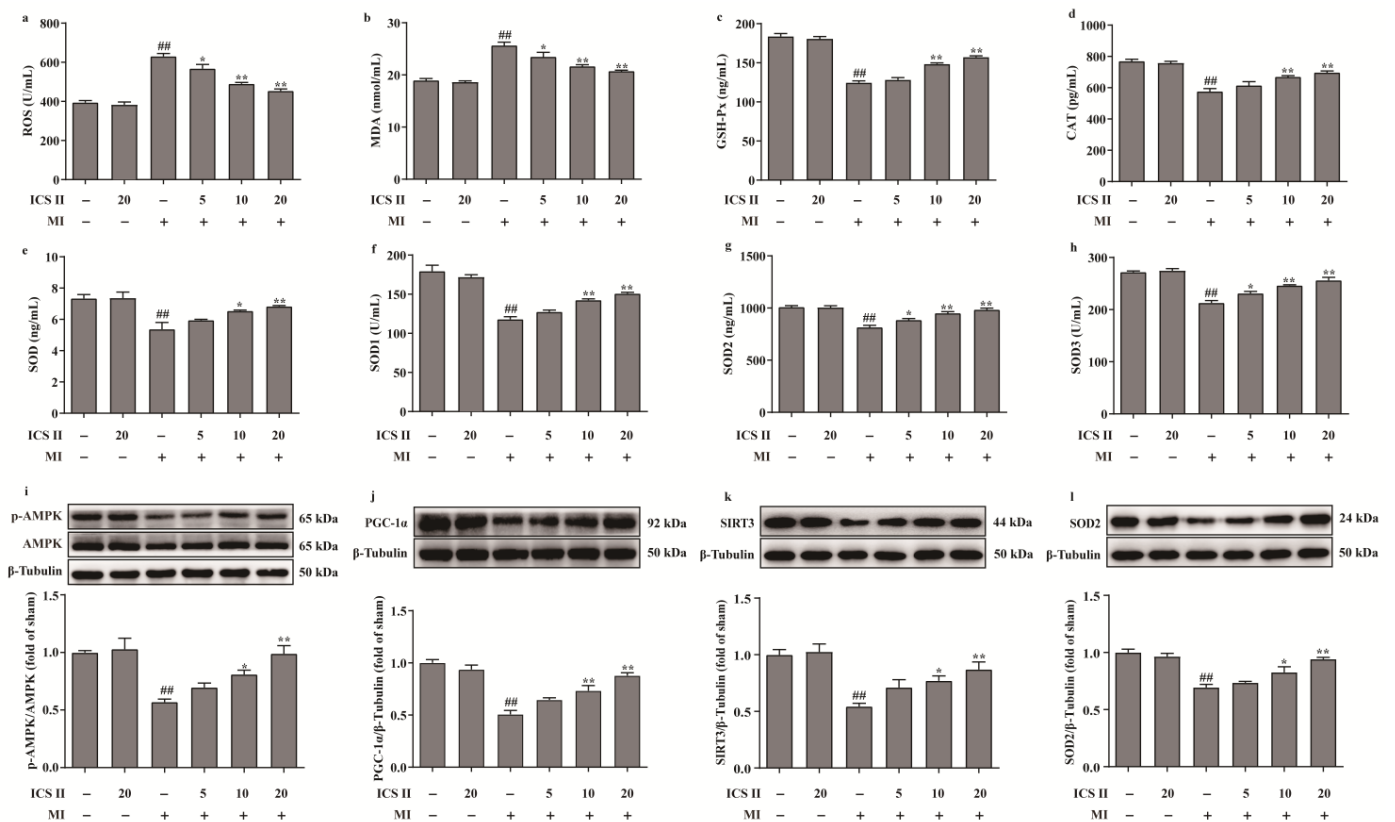 a
ROS (U/mL)
800
600
400
200
0
##
*
**
**
ICS II – 20 – 5 10 20
MI – – + + + +
b
MDA (nmol/mL)
30
20
10
0
##
*
**
**
ICS II – 20 – 5 10 20
MI – – + + + +
c
GSH-Px (ng/mL)
200
150
100
50
0
##
**
**
ICS II – 20 – 5 10 20
MI – – + + + +
d
CAT (pg/mL)
1000
800
600
400
200
0
##
**
**
ICS II – 20 – 5 10 20
MI – – + + + +
e
SOD (ng/mL)
10
8
6
4
2
0
##
*
**
ICS II – 20 – 5 10 20
MI – – + + + +
f
SOD1 (U/mL)
200
150
100
50
0
##
**
**
ICS II – 20 – 5 10 20
MI – – + + + +
g
SOD2 (ng/mL)
1500
1000
500
0
##
*
**
**
ICS II – 20 – 5 10 20
MI – – + + + +
h
SOD3 (U/mL)
300
200
100
0
##
*
**
**
ICS II – 20 – 5 10 20
MI – – + + + +
i
p-AMPK 65 kDa
AMPK 65 kDa
β-Tubulin 50 kDa
p-AMPK/AMPK (fold of sham)
1.5
1.0
0.5
0.0
##
*
**
ICS II – 20 – 5 10 20
MI – – + + + +
j
PGC-1α 92 kDa
β-Tubulin 50 kDa
PGC-1α/β-Tubulin (fold of sham)
1.5
1.0
0.5
0.0
##
**
**
ICS II – 20 – 5 10 20
MI – – + + + +
k
SIRT3 44 kDa
β-Tubulin 50 kDa
SIRT3/β-Tubulin (fold of sham)
1.5
1.0
0.5
0.0
##
*
**
ICS II – 20 – 5 10 20
MI – – + + + +
l
SOD2 24 kDa
β-Tubulin 50 kDa
SOD2/β-Tubulin (fold of sham)
1.5
1.0
0.5
0.0
##
*
**
ICS II – 20 – 5 10 20
MI – – + + + +